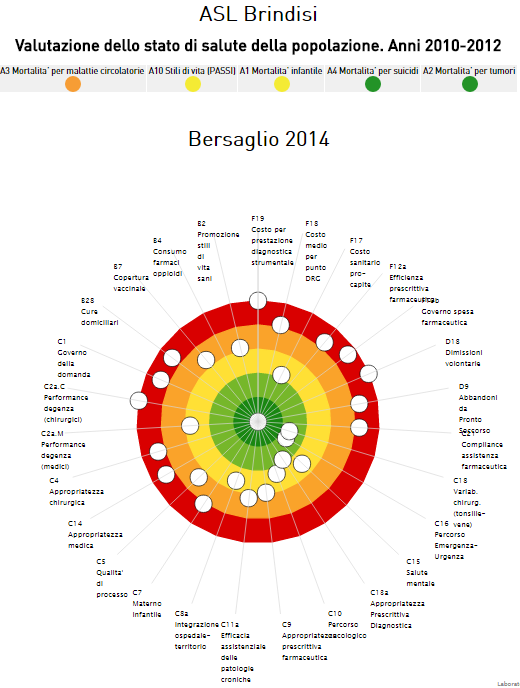 ASL Brindisi
Valutazione dello stato di salute della popolazione. Anni 2010-2012
A3 Mortalita' per malattie circolatorie
A10 Stili di vita (PASSI)
A1 Mortalita' infantile
A4 Mortalita' per suicidi
A2 Mortalita' per tumori
Bersaglio 2014
F19
Costo per
prestazione
diagnostica
strumentale
F18
Costo
medio
per
punto
DRG
F17
Costo
sanitario
pro-
capite
F12a
Efficienza
prescrittiva
farmaceutica
Governo spesa
farmaceutica
D18
Dimissioni
volontarie
D9
Abbandoni
da
Pronto
Soccorso
Compliance
assistenza
farmaceutica
C18
Variab.
chirurg.
(tonsille-
vene)
C16
Percorso
Emergenza-
Urgenza
C15
Salute
mentale
C13a
Appropriatezza
Prescrittiva
Diagnostica
C10
Percorso
oncologico
C9
Appropriatezza
prescrittiva
farmaceutica
C11a
Efficacia
assistenziale
delle
patologie
croniche
C8a
Integrazione
ospedale-
territorio
C7
Materno
Infantile
C5
Qualita'
di
processo
C14
Appropriatezza
medica
C4
Appropriatezza
chirurgica
C2a.M
Performance
degenza
(medici)
C2a.C
Performance
degenza
(chirurgici)
C1
Governo
della
domanda
B28
Cure
domiciliari
B7
Copertura
vaccinale
B4
Consumo
farmaci
oppioidi
B2
Promozione
stili
di
vita
sani
Laborat